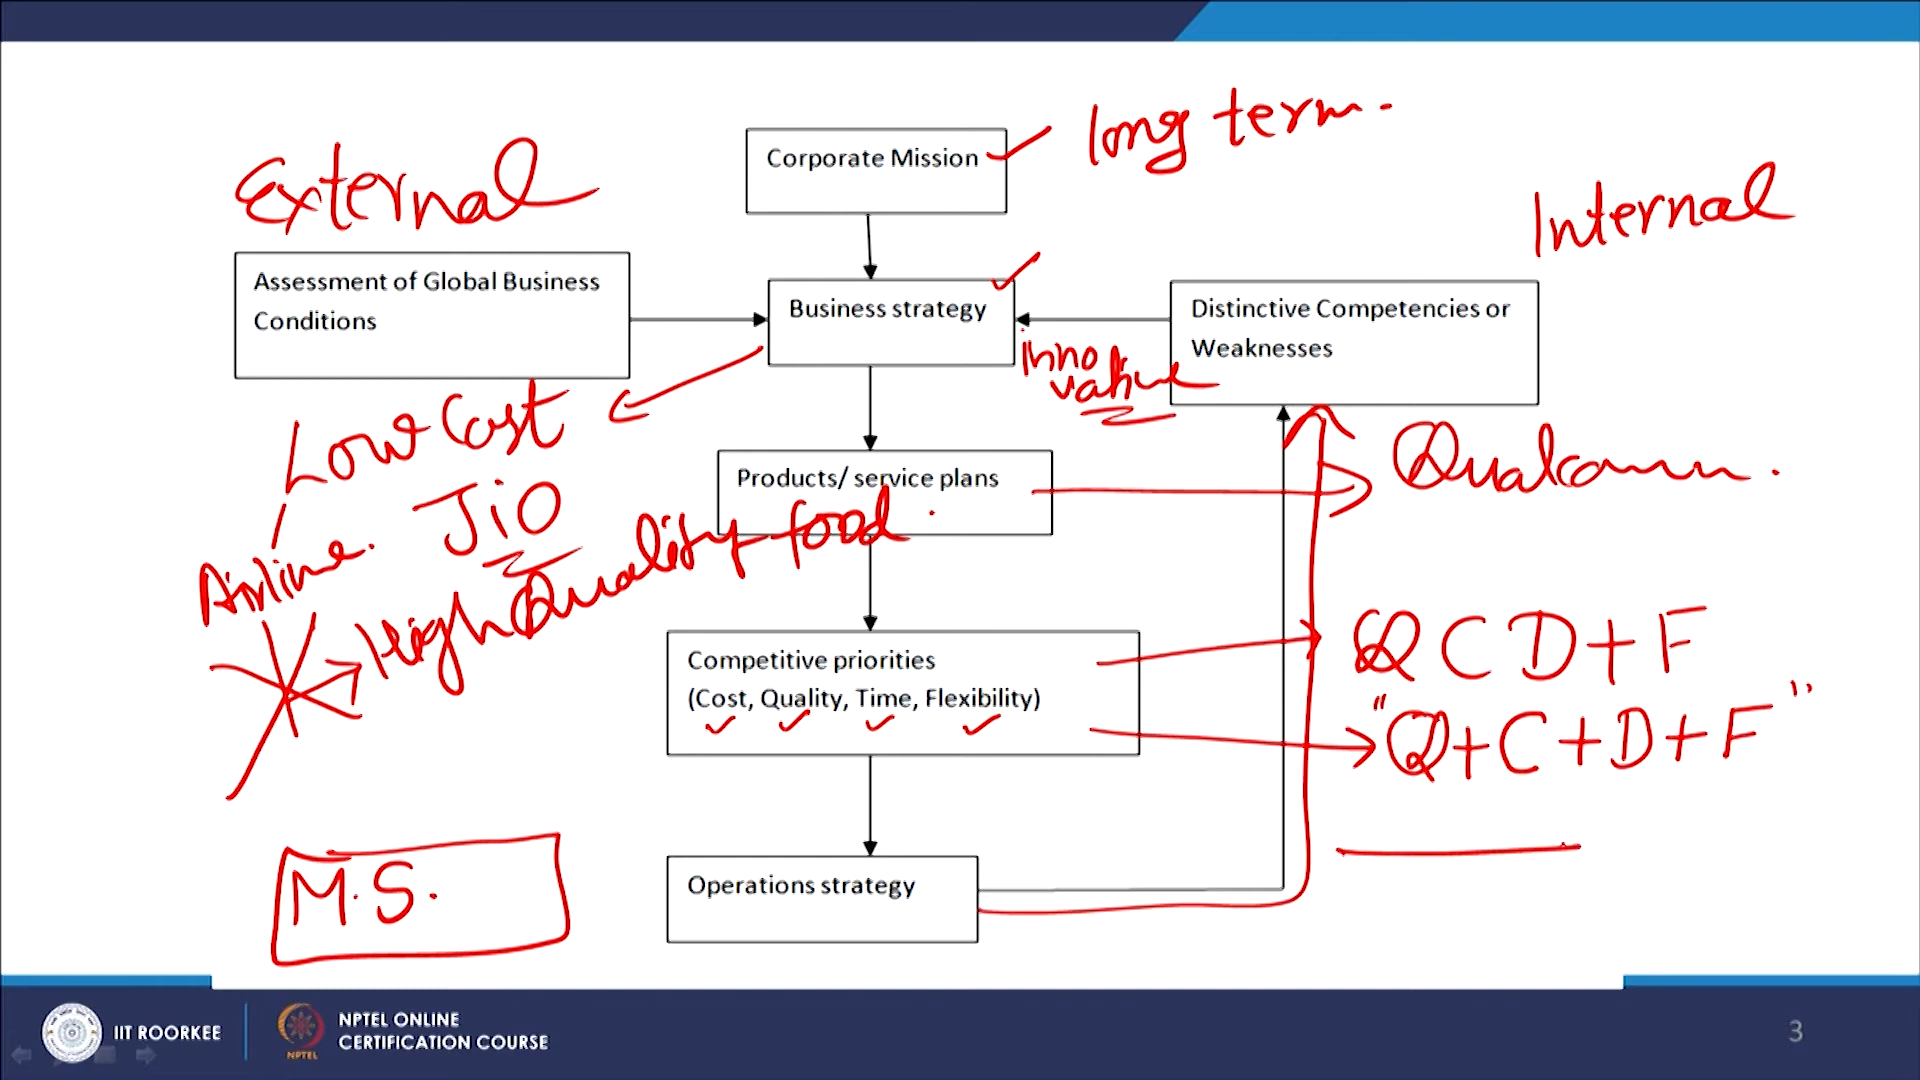 Corporate Mission
long term.
External
Internal
Assessment of Global Business
Conditions
Business strategy
Distinctive Competencies or
Weaknesses
inno
vative
Low Cost
Products/ service plans
Qualcomm.
Jio
Airline.
High Quality food.
Competitive priorities
(Cost, Quality, Time, Flexibility)
Q C D + F
"Q+C+D+F"
Operations strategy
M.S.
IIT ROORKEE
NPTEL
NPTEL ONLINE
CERTIFICATION COURSE
3